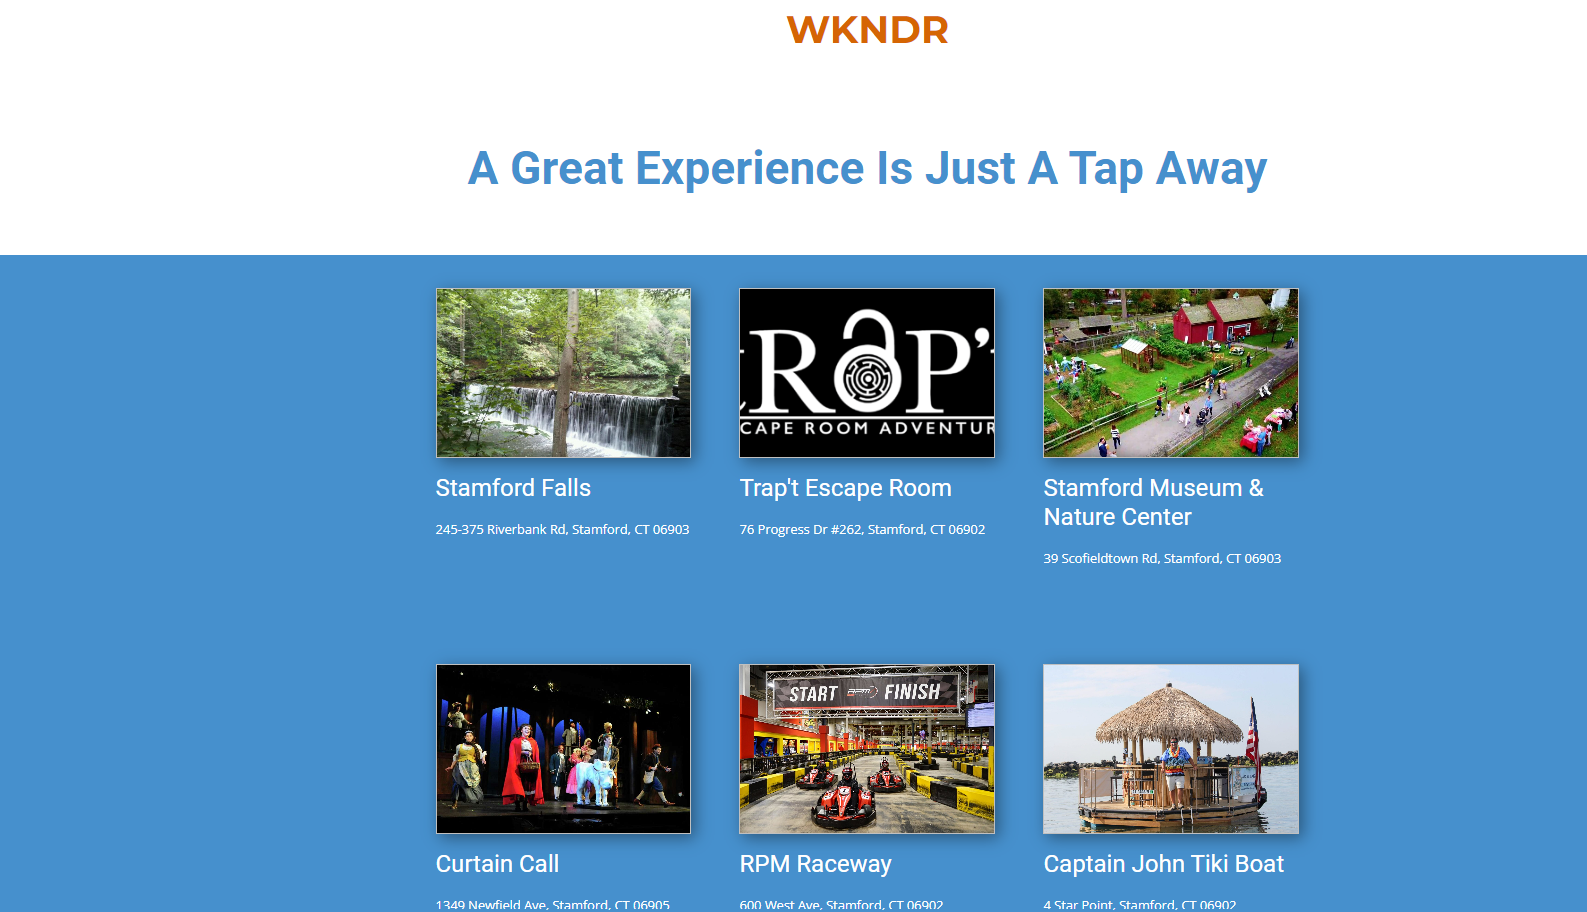 WKNDR
A Great Experience Is Just A Tap Away
tRAP't
CAPE ROOM ADVENTUR
Stamford Falls
245-375 Riverbank Rd, Stamford, CT 06903
Trap't Escape Room
76 Progress Dr #262, Stamford, CT 06902
Stamford Museum &
Nature Center
39 Scofieldtown Rd, Stamford, CT 06903
START RPM FINISH
Curtain Call
1349 Newfield Ave, Stamford, CT 06905
RPM Raceway
600 West Ave, Stamford, CT 06902
Captain John Tiki Boat
4 Star Point, Stamford, CT 06902